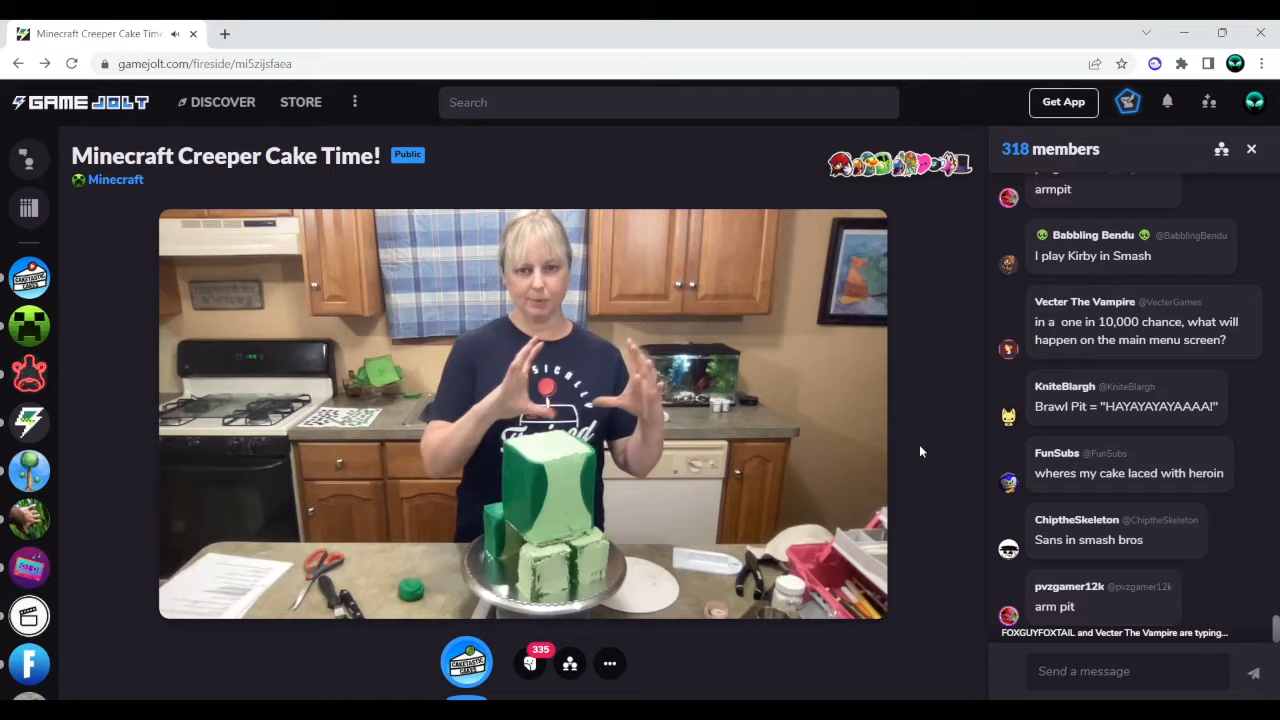 Minecraft Creeper Cake Time
gamejolt.com/fireside/mi5zijsfaea
GAME JOLT
DISCOVER
STORE
Search
Get App
Minecraft Creeper Cake Time!
Public
Minecraft
318 members
armpit
Babbling Bendu @BabblingBendu
I play Kirby in Smash
Vecter The Vampire @VecterGames
in a one in 10,000 chance, what will
happen on the main menu screen?
KniteBlargh @KniteBlargh
Brawl Pit = "HAYAYAYAYAAAA!"
FunSubs @FunSubs
wheres my cake laced with heroin
ChiptheSkeleton @ChiptheSkeleton
Sans in smash bros
pvzgamer12k @pvzgamer12k
arm pit
FOXGUYFOXTAIL and Vecter The Vampire are typing...
Send a message
335
CAKETASTIC
CAKES
F